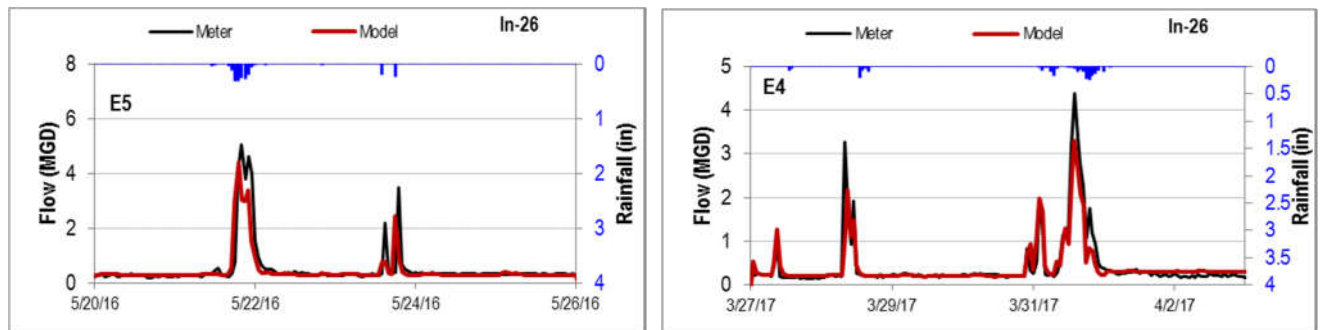 Meter Model In-26
8 6 4 2 0
Flow (MGD)
E5
0 1 2 3 4
Rainfall (in)
5/20/16 5/22/16 5/24/16 5/26/16
Meter Model In-26
5 4 3 2 1 0
Flow (MGD)
E4
0 0.5 1 1.5 2 2.5 3 3.5 4
Rainfall (in)
3/27/17 3/29/17 3/31/17 4/2/17